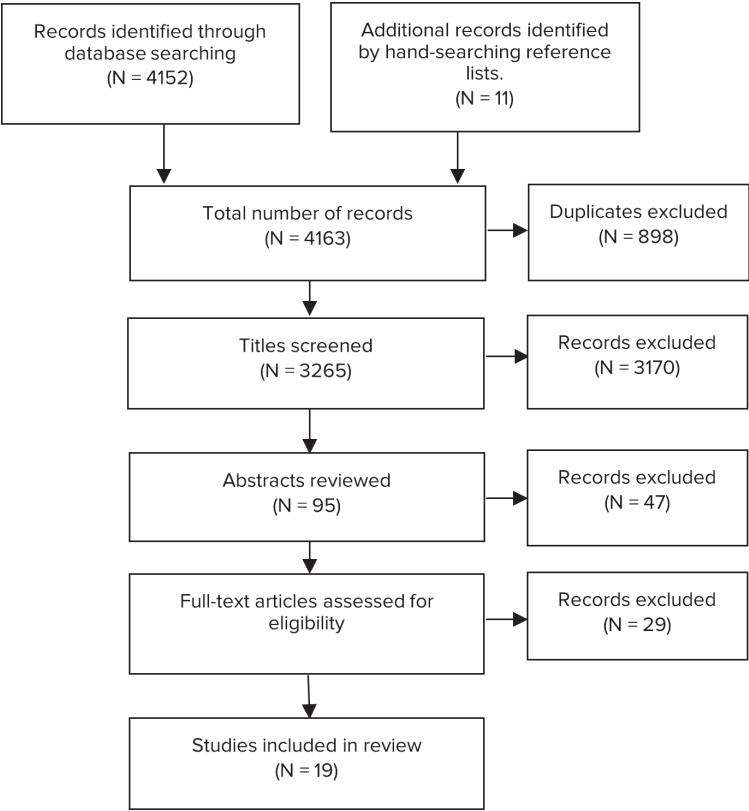 Records identified through
database searching
(N = 4152)
Additional records identified
by hand-searching reference
lists.
(N = 11)
Total number of records
(N = 4163)
Duplicates excluded
(N = 898)
Titles screened
(N = 3265)
Records excluded
(N = 3170)
Abstracts reviewed
(N = 95)
Records excluded
(N = 47)
Full-text articles assessed for
eligibility
Records excluded
(N = 29)
Studies included in review
(N = 19)